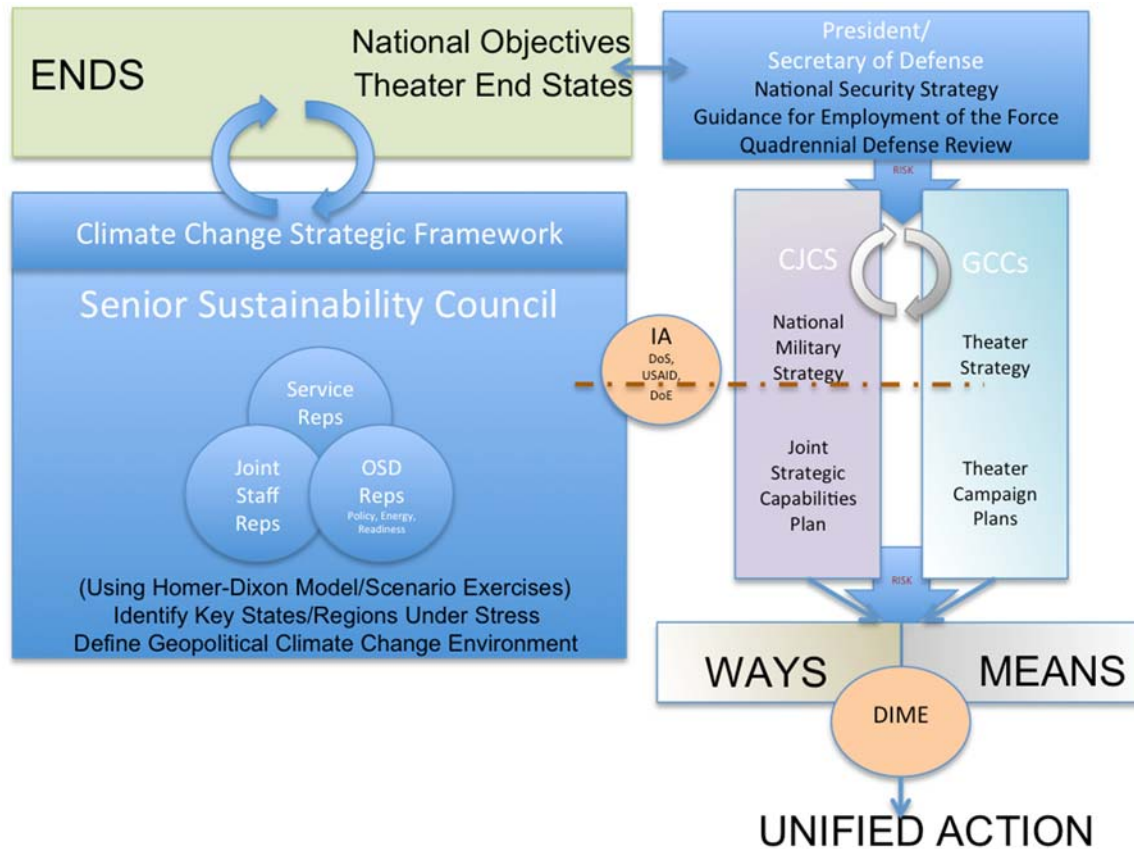 ENDS
National Objectives
Theater End States
President/
Secretary of Defense
National Security Strategy
Guidance for Employment of the Force
Quadrennial Defense Review
RISK
Climate Change Strategic Framework
Senior Sustainability Council
Service
Reps
Joint
Staff
Reps
OSD
Reps
Policy, Energy,
Readiness
(Using Homer-Dixon Model/Scenario Exercises)
Identify Key States/Regions Under Stress
Define Geopolitical Climate Change Environment
IA
DoS,
USAID,
DoE
CJCS
National
Military
Strategy
Joint
Strategic
Capabilities
Plan
GCCs
Theater
Strategy
Theater
Campaign
Plans
RISK
WAYS
MEANS
DIME
UNIFIED ACTION